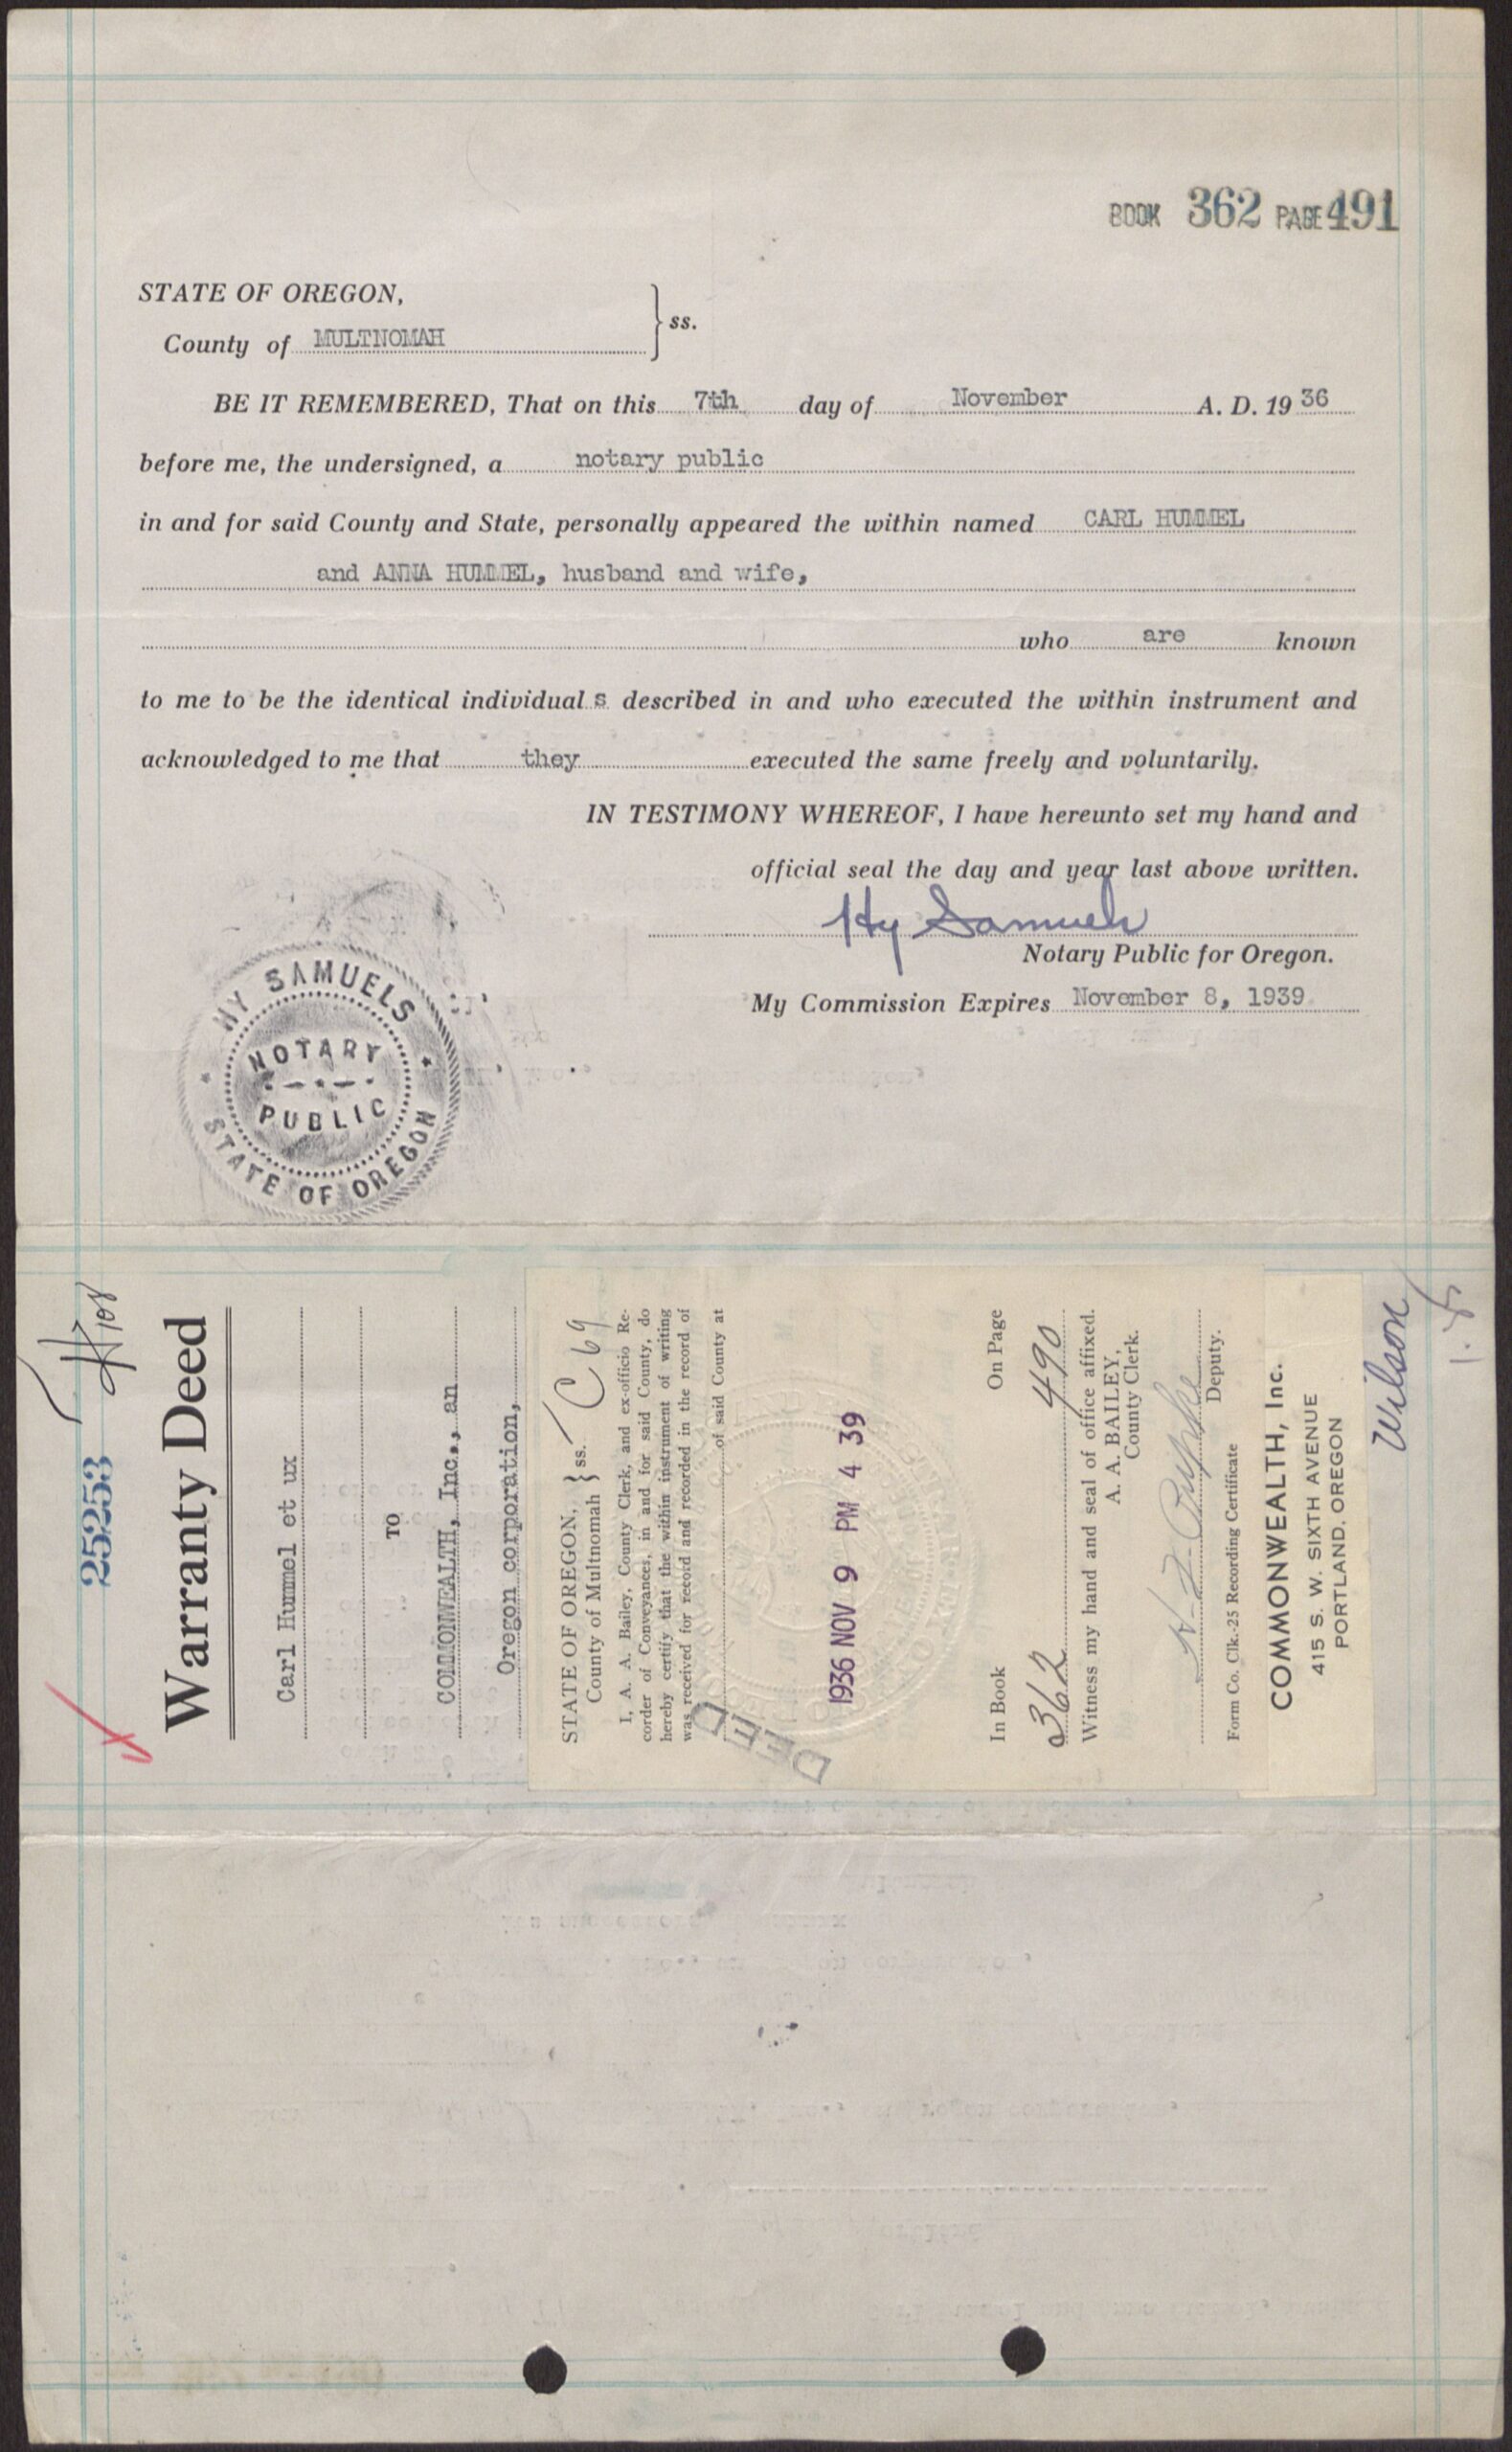 BOOK 362 PAGE 491
STATE OF OREGON,
County of MULTNOMAH } ss.
BE IT REMEMBERED, That on this 7th day of November A. D. 19 36
before me, the undersigned, a notary public
in and for said County and State, personally appeared the within named CARL HUMMEL
and ANNA HUMMEL, husband and wife,
who are known
to me to be the identical individual s described in and who executed the within instrument and
acknowledged to me that they executed the same freely and voluntarily.
IN TESTIMONY WHEREOF, I have hereunto set my hand and
official seal the day and year last above written.
Hy Samuels
Notary Public for Oregon.
My Commission Expires November 8, 1939
HY SAMUELS
NOTARY
PUBLIC
STATE OF OREGON
25253
Warranty Deed
Carl Hummel et ux
TO
COMMONWEALTH, Inc., an
Oregon corporation,
STATE OF OREGON,
County of Multnomah } ss.
C 69
I, A. A. Bailey, County Clerk, and ex-officio Re-
corder of Conveyances, in and for said County, do
hereby certify that the within instrument of writing
was received for record and recorded in the record of
of said County at
DEED
1936 NOV 9 PM 4 39
In Book On Page
362 490
Witness my hand and seal of office affixed.
A. A. BAILEY,
County Clerk.
Deputy.
Form Co. Clk.-25 Recording Certificate
COMMONWEALTH, Inc.
415 S. W. SIXTH AVENUE
PORTLAND, OREGON
Wilson